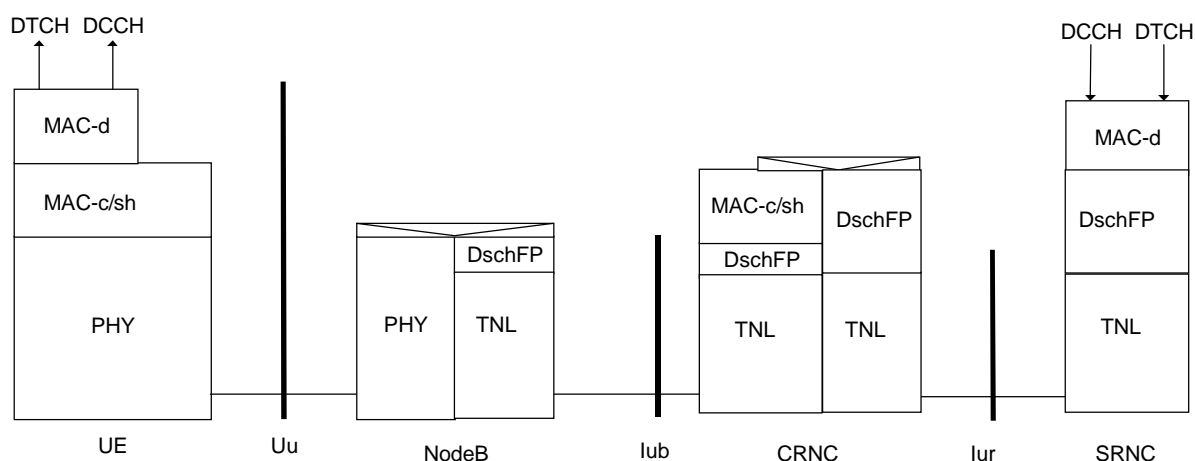 DTCH DCCH
DCCH DTCH
MAC-d
MAC-d
MAC-c/sh
MAC-c/sh
DschFP
DschFP
DschFP
DschFP
PHY
PHY
TNL
TNL
TNL
TNL
UE
Uu
NodeB
Iub
CRNC
Iur
SRNC